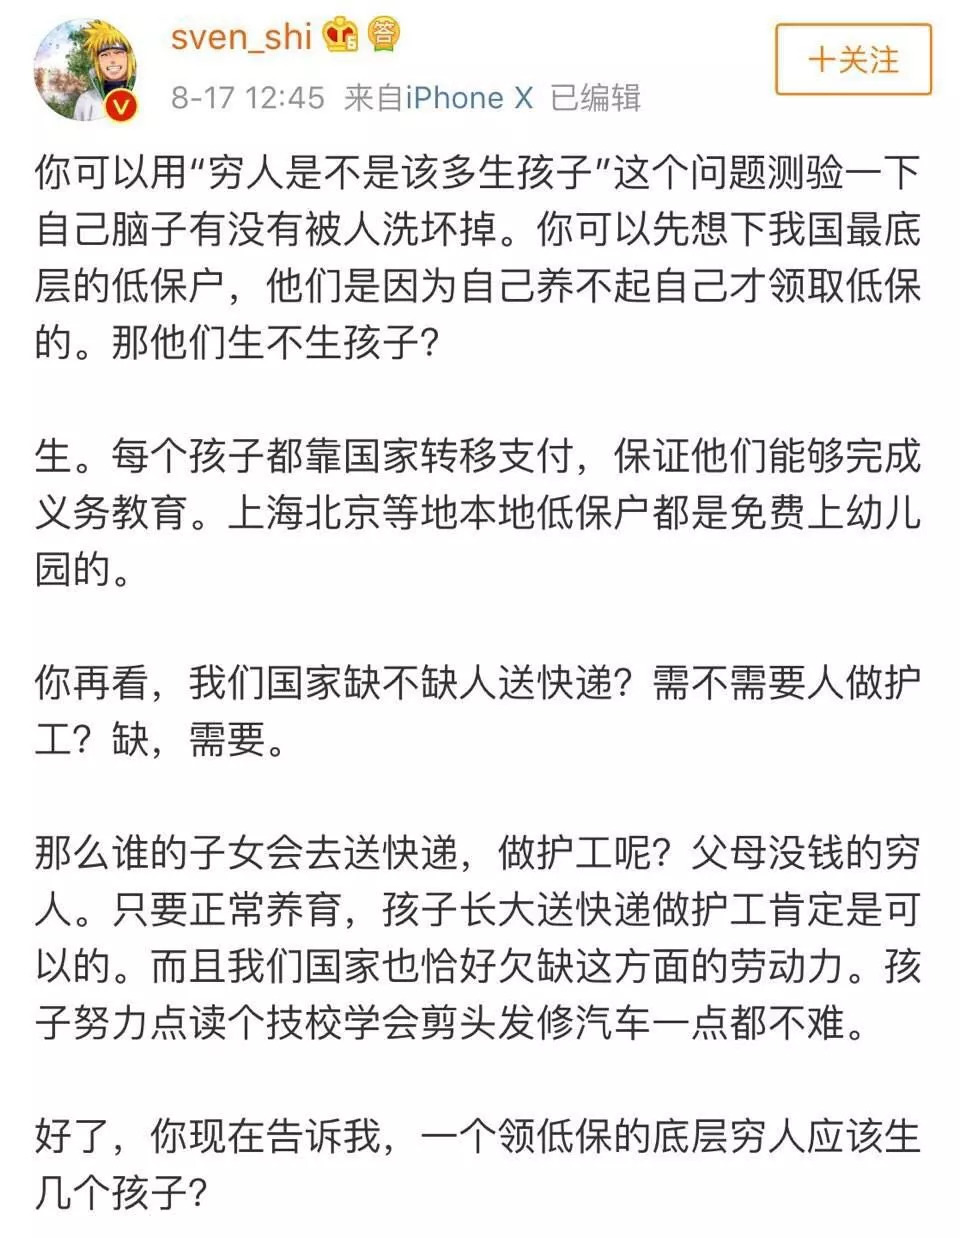 sven_shi 6 答
十关注
8-17 12:45 来自iPhone X 已编辑
你可以用“穷人是不是该多生孩子”这个问题测验一下
自己脑子有没有被人洗坏掉。你可以先想下我国最底
层的低保户，他们是因为自己养不起自己才领取低保
的。那他们生不生孩子？
生。每个孩子都靠国家转移支付，保证他们能够完成
义务教育。上海北京等地本地低保户都是免费上幼儿
园的。
你再看，我们国家缺不缺人送快递？需不需要人做护
工？缺，需要。
那么谁的子女会去送快递，做护工呢？父母没钱的穷
人。只要正常养育，孩子长大送快递做护工肯定是可
以的。而且我们国家也恰好欠缺这方面的劳动力。孩
子努力点读个技校学会剪头发修汽车一点都不难。
好了，你现在告诉我，一个领低保的底层穷人应该生
几个孩子？